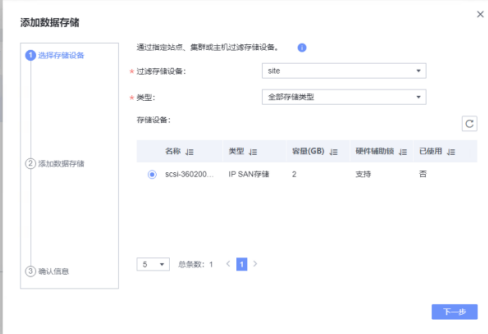 添加数据存储
1 选择存储设备
2 添加数据存储
3 确认信息
通过指定站点、集群或主机过滤存储设备。
* 过滤存储设备: site
* 类型: 全部存储类型
存储设备:
名称 类型 容量(GB) 硬件辅助锁 已使用
scsi-360200... IP SAN存储 2 支持 否
5 总条数: 1 < 1 >
下一步